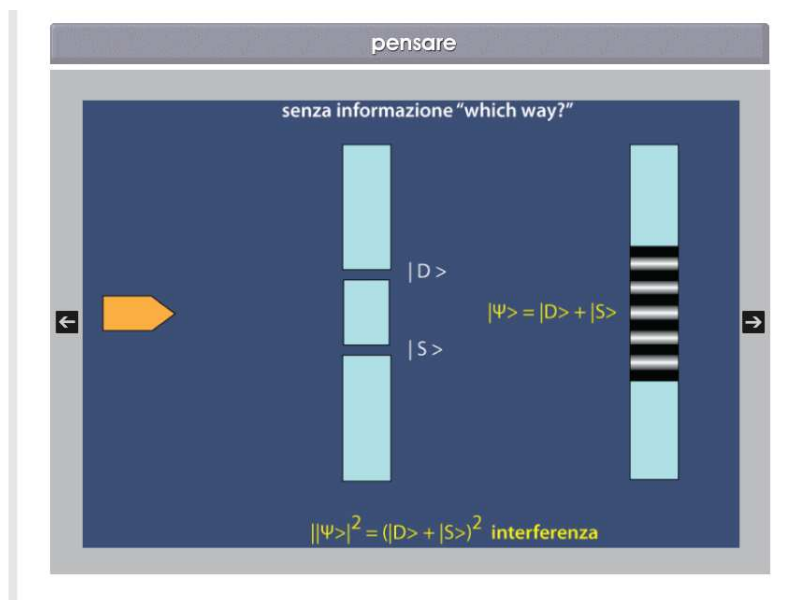 pensare
senza informazione “which way?”
|D>
|Ψ> = |D> + |S>
|S>
||Ψ>|² = (|D> + |S>)² interferenza